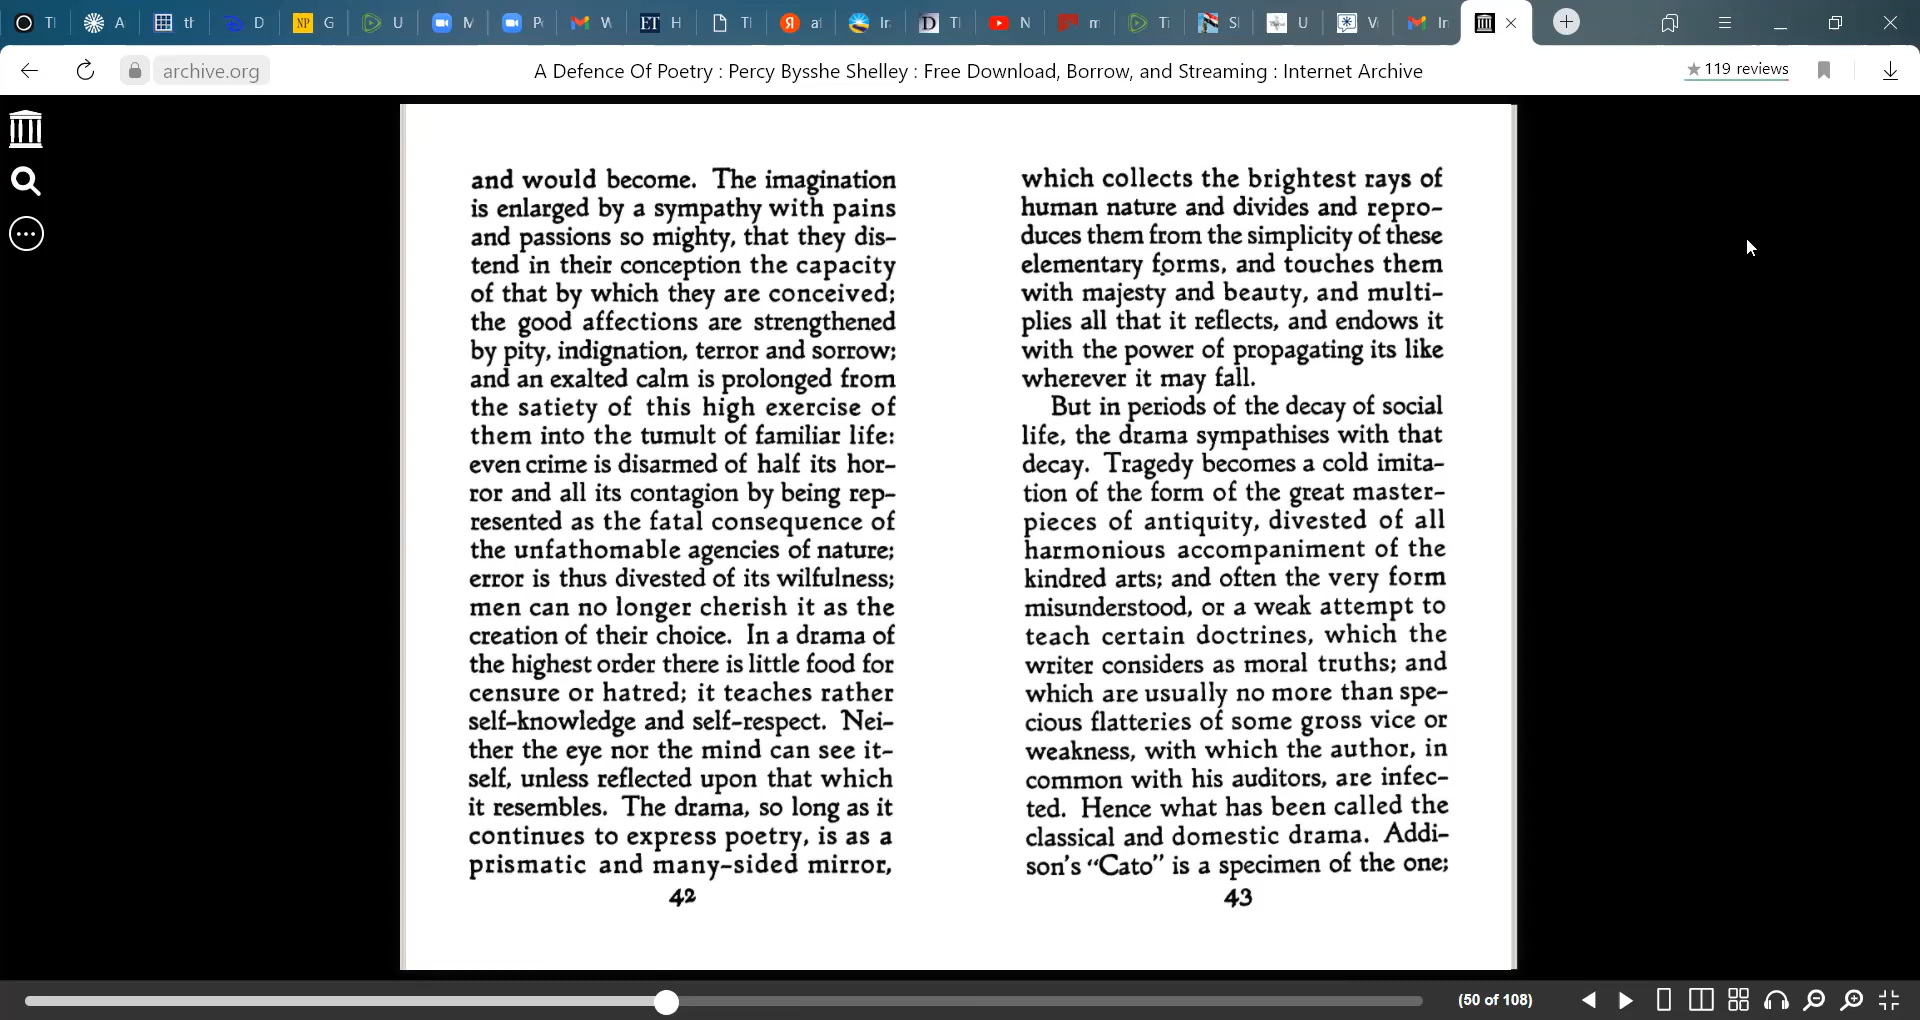 TI
A
th
D
NP
G
U
M
P
W
ET
H
TI
Я
a
Ir
D
TI
N
m
Ti
SI
U
V
Ir
archive.org
A Defence Of Poetry : Percy Bysshe Shelley : Free Download, Borrow, and Streaming : Internet Archive
★ 119 reviews
and would become. The imagination
is enlarged by a sympathy with pains
and passions so mighty, that they dis-
tend in their conception the capacity
of that by which they are conceived;
the good affections are strengthened
by pity, indignation, terror and sorrow;
and an exalted calm is prolonged from
the satiety of this high exercise of
them into the tumult of familiar life:
even crime is disarmed of half its hor-
ror and all its contagion by being rep-
resented as the fatal consequence of
the unfathomable agencies of nature;
error is thus divested of its wilfulness;
men can no longer cherish it as the
creation of their choice. In a drama of
the highest order there is little food for
censure or hatred; it teaches rather
self-knowledge and self-respect. Nei-
ther the eye nor the mind can see it-
self, unless reflected upon that which
it resembles. The drama, so long as it
continues to express poetry, is as a
prismatic and many-sided mirror,
42
which collects the brightest rays of
human nature and divides and repro-
duces them from the simplicity of these
elementary forms, and touches them
with majesty and beauty, and multi-
plies all that it reflects, and endows it
with the power of propagating its like
wherever it may fall.
But in periods of the decay of social
life, the drama sympathises with that
decay. Tragedy becomes a cold imita-
tion of the form of the great master-
pieces of antiquity, divested of all
harmonious accompaniment of the
kindred arts; and often the very form
misunderstood, or a weak attempt to
teach certain doctrines, which the
writer considers as moral truths; and
which are usually no more than spe-
cious flatteries of some gross vice or
weakness, with which the author, in
common with his auditors, are infec-
ted. Hence what has been called the
classical and domestic drama. Addi-
son's "Cato" is a specimen of the one;
43
(50 of 108)